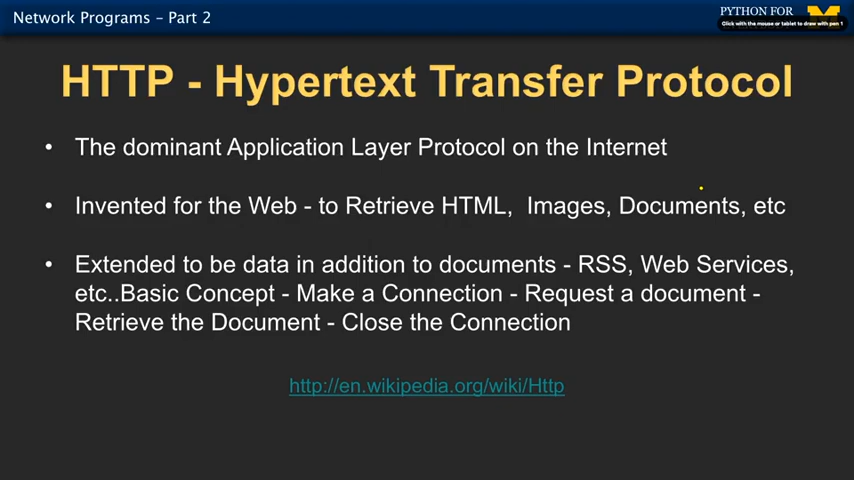 Network Programs – Part 2
PYTHON FOR
Click with the mouse or tablet to draw with pen 1
HTTP - Hypertext Transfer Protocol
• The dominant Application Layer Protocol on the Internet
• Invented for the Web - to Retrieve HTML, Images, Documents, etc
• Extended to be data in addition to documents - RSS, Web Services,
etc..Basic Concept - Make a Connection - Request a document -
Retrieve the Document - Close the Connection
http://en.wikipedia.org/wiki/Http